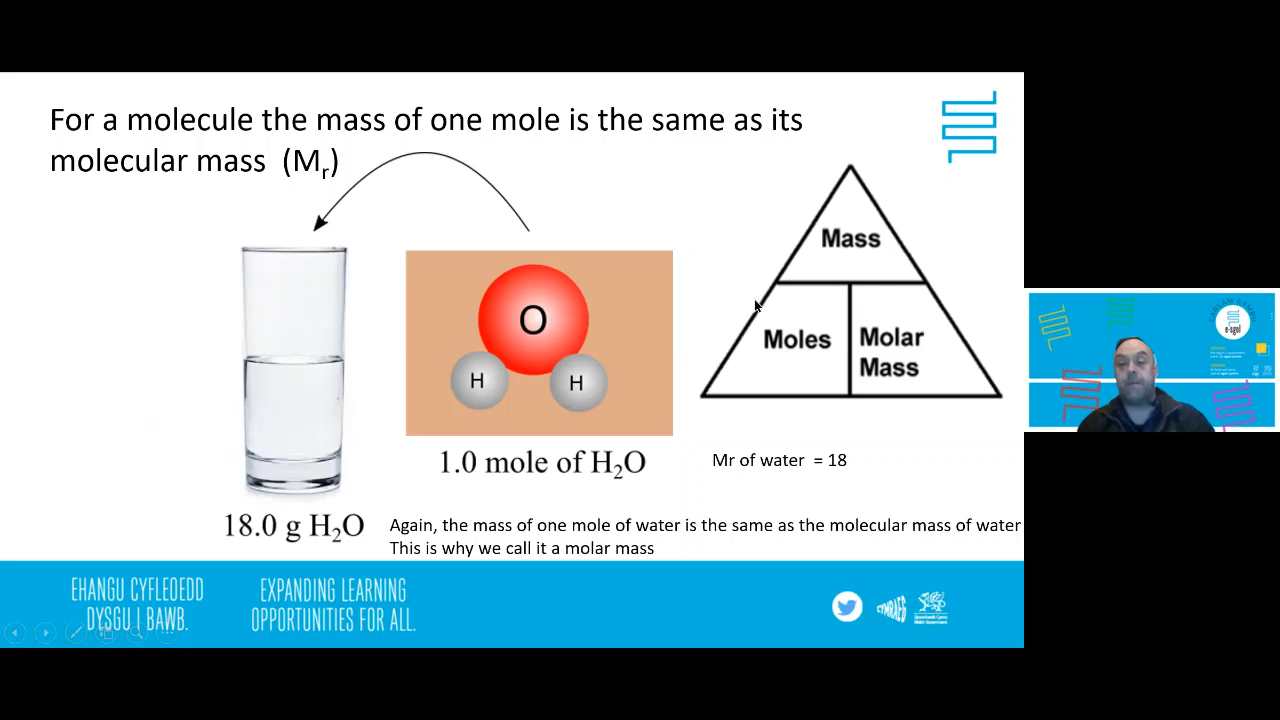 For a molecule the mass of one mole is the same as its
molecular mass (Mr)
Mass
Moles
Molar
Mass
O
H
H
1.0 mole of H₂O
Mr of water = 18
18.0 g H₂O
Again, the mass of one mole of water is the same as the molecular mass of water
This is why we call it a molar mass
EHANGU CYFLEOEDD
DYSGU I BAWB.
EXPANDING LEARNING
OPPORTUNITIES FOR ALL.
CYMRAEG
e-sgol